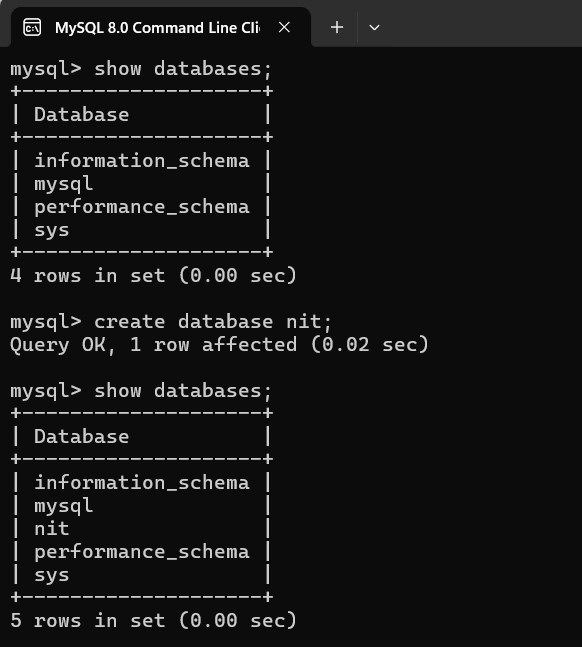 MySQL 8.0 Command Line Cli
mysql> show databases;
+--------------------+
| Database           |
+--------------------+
| information_schema |
| mysql              |
| performance_schema |
| sys                |
+--------------------+
4 rows in set (0.00 sec)
mysql> create database nit;
Query OK, 1 row affected (0.02 sec)
mysql> show databases;
+--------------------+
| Database           |
+--------------------+
| information_schema |
| mysql              |
| nit                |
| performance_schema |
| sys                |
+--------------------+
5 rows in set (0.00 sec)